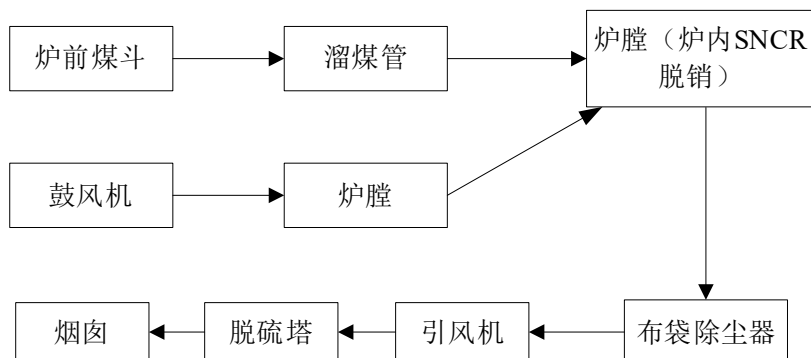 炉前煤斗
溜煤管
炉膛（炉内SNCR
脱销）
鼓风机
炉膛
烟囱
脱硫塔
引风机
布袋除尘器